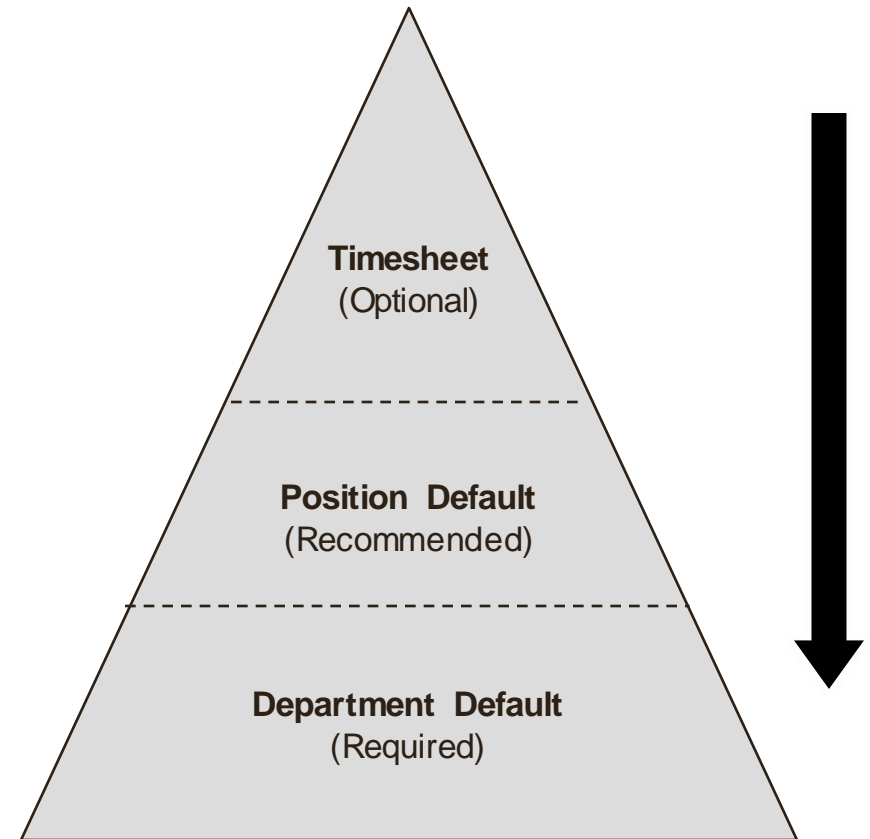 Timesheet
(Optional)
Position Default
(Recommended)
Department Default
(Required)